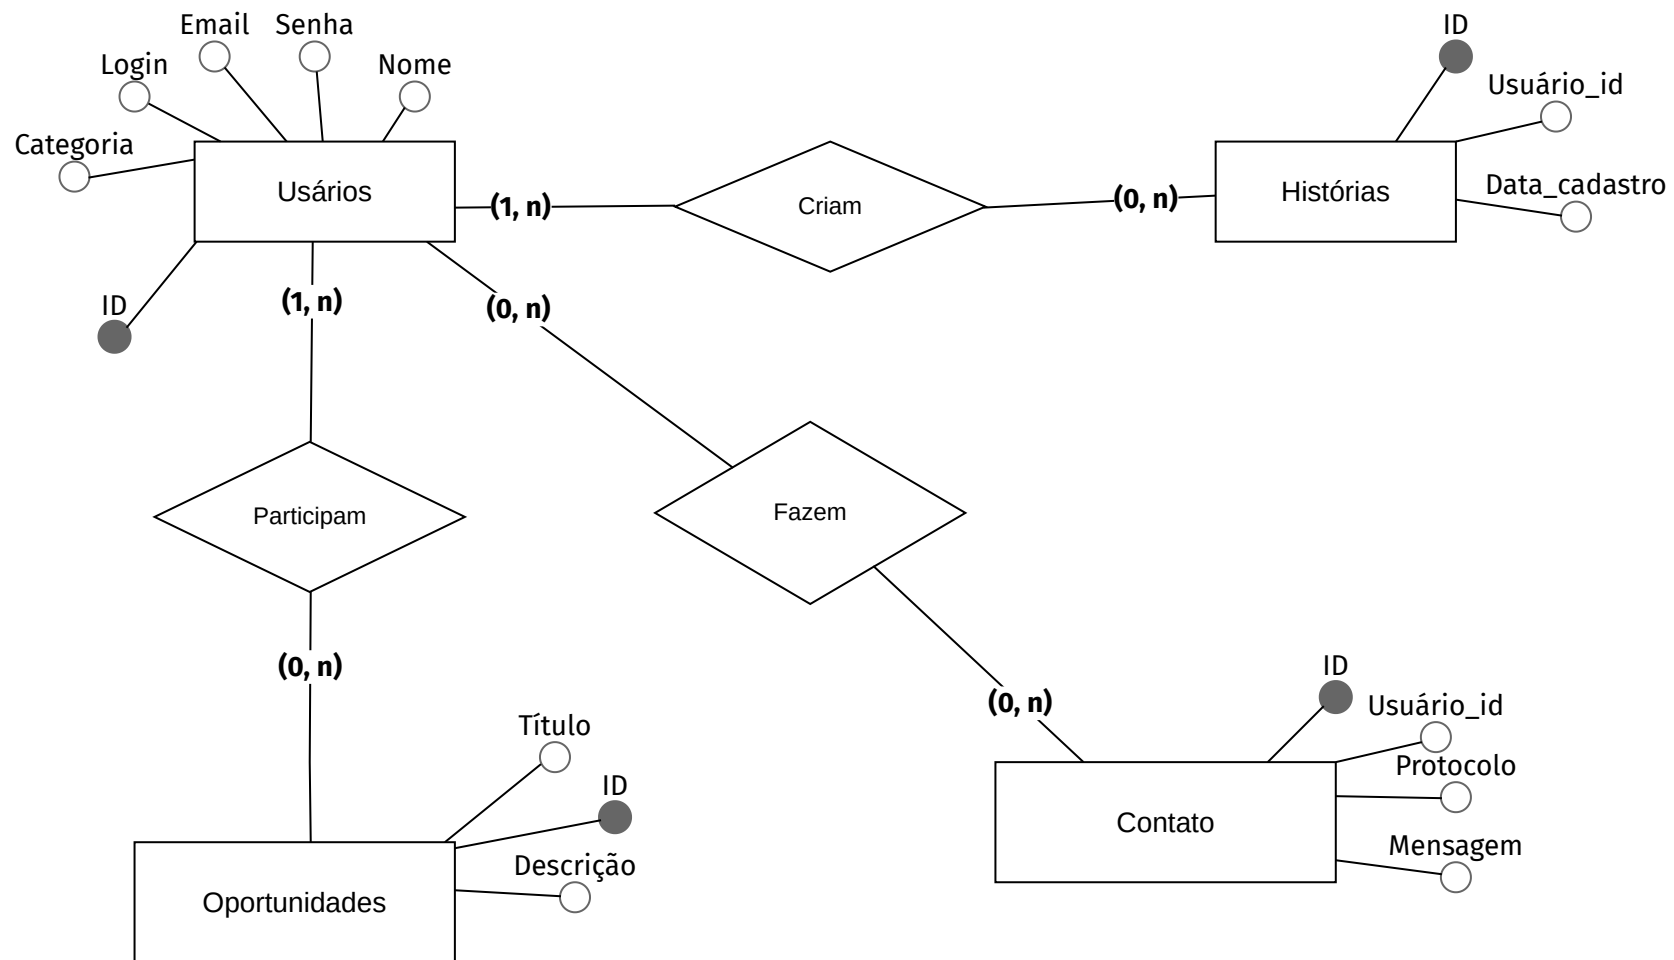 Email
Senha
Login
Nome
Categoria
Usários
ID
(1, n)
Criam
(0, n)
Histórias
ID
Usuário_id
Data_cadastro
(1, n)
(0, n)
Participam
Fazem
(0, n)
(0, n)
Título
ID
Descrição
Oportunidades
ID
Usuário_id
Protocolo
Contato
Mensagem